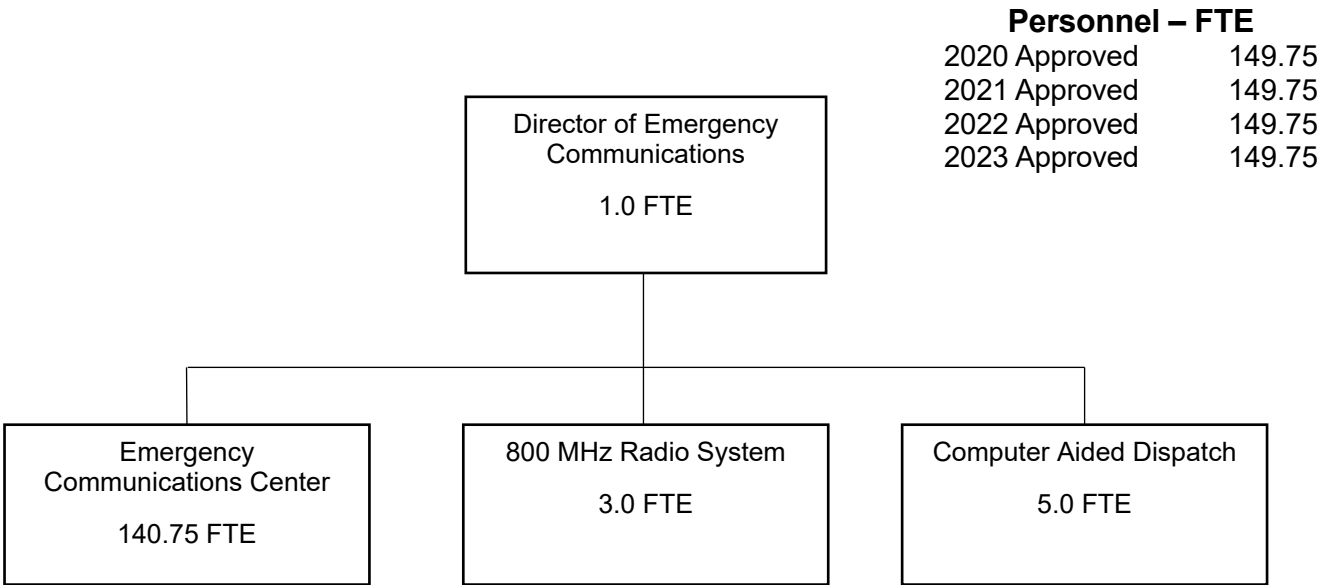 Personnel – FTE
2020 Approved 149.75
2021 Approved 149.75
2022 Approved 149.75
2023 Approved 149.75
Director of Emergency
Communications
1.0 FTE
Emergency
Communications Center
140.75 FTE
800 MHz Radio System
3.0 FTE
Computer Aided Dispatch
5.0 FTE